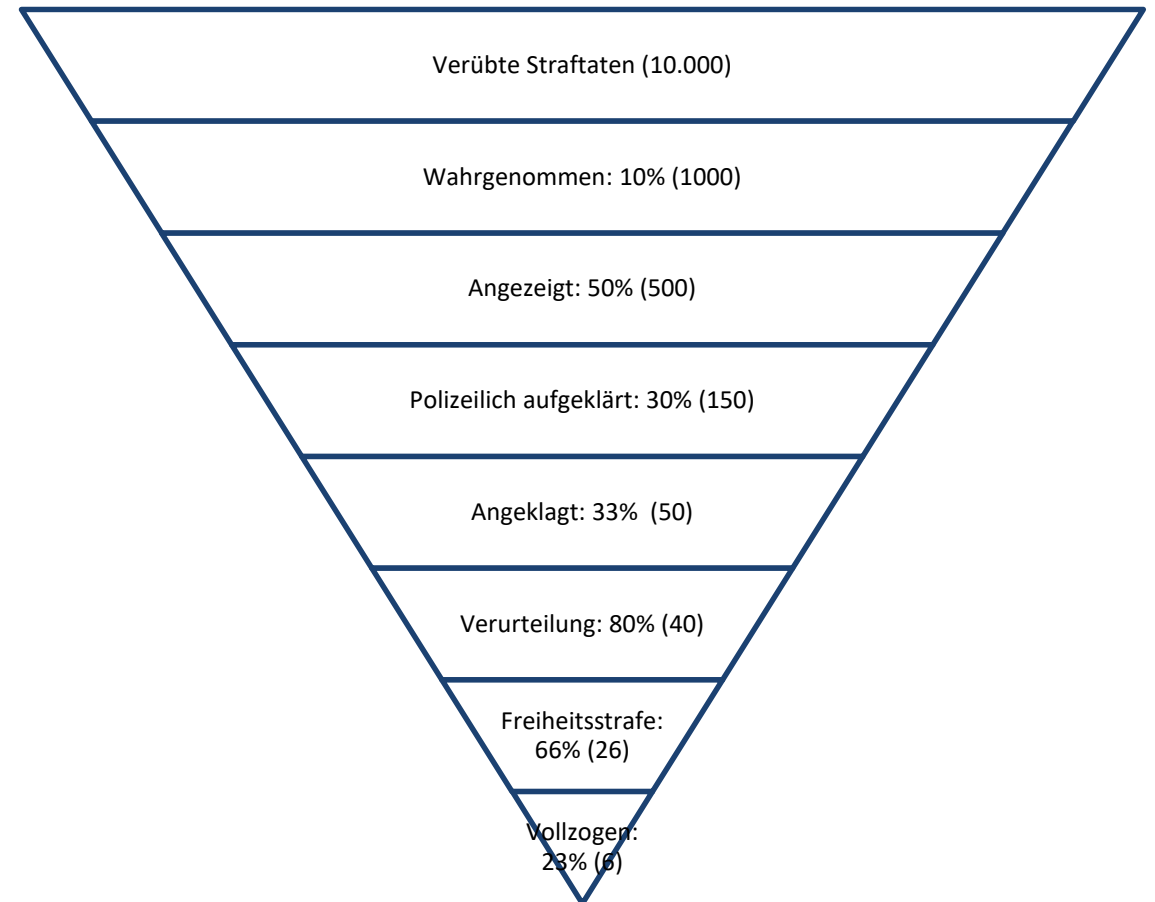 Verübte Straftaten (10.000)
Wahrgenommen: 10% (1000)
Angezeigt: 50% (500)
Polizeilich aufgeklärt: 30% (150)
Angeklagt: 33%  (50)
Verurteilung: 80% (40)
Freiheitsstrafe:
66% (26)
Vollzogen:
23% (6)